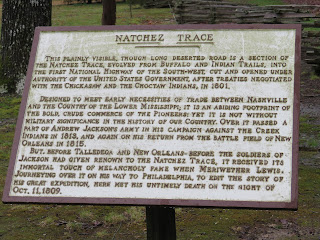 NATCHEZ TRACE
THIS PLAINLY VISIBLE, THOUGH LONG DESERTED ROAD IS A SECTION OF
THE NATCHEZ TRACE, EVOLVED FROM BUFFALO AND INDIAN TRAILS, INTO
THE FIRST NATIONAL HIGHWAY OF THE SOUTH-WEST, CUT AND OPENED UNDER
AUTHORITY OF THE UNITED STATES GOVERNMENT, AFTER TREATIES NEGOTIATED
WITH THE CHICKASAW AND THE CHOCTAW INDIANS, IN 1801.
DESIGNED TO MEET EARLY NECESSITIES OF TRADE BETWEEN NASHVILLE
AND THE COUNTRY OF THE LOWER MISSISSIPPI; IT IS AN ABIDING FOOTPRINT OF
THE BOLD, CRUDE COMMERCE OF THE PIONEERS; YET IT IS NOT WITHOUT
MILITARY SIGNIFICANCE IN THE HISTORY OF OUR COUNTRY. OVER IT PASSED A
PART OF ANDREW JACKSONS ARMY IN HIS CAMPAIGN AGAINST THE CREEK
INDIANS IN 1813, AND AGAIN ON HIS RETURN FROM THE BATTLE FIELD OF NEW
ORLEANS IN 1815.
BUT, BEFORE TALLEDEGA AND NEW ORLEANS-BEFORE THE SOLDIERS OF
JACKSON HAD GIVEN RENOWN TO THE NATCHEZ TRACE, IT RECEIVED ITS
IMMORTAL TOUCH OF MELANCHOLY FAME WHEN MERIWETHER LEWIS,
JOURNEYING OVER IT ON HIS WAY TO PHILADELPHIA, TO EDIT THE STORY OF
HIS GREAT EXPEDITION, HERE MET HIS UNTIMELY DEATH ON THE NIGHT OF
OCT. 11, 1809.